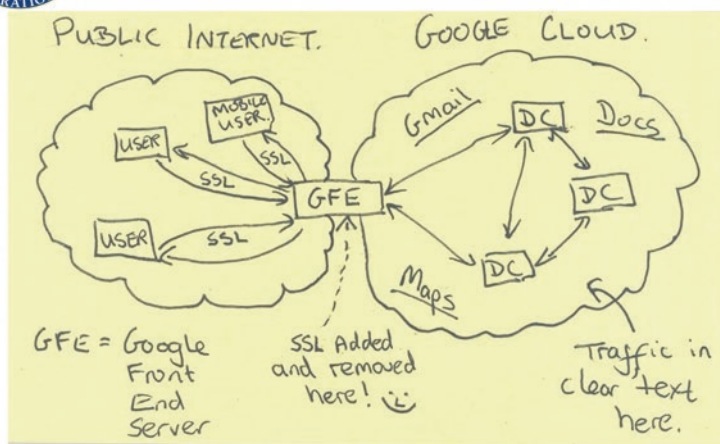 RATIO
PUBLIC INTERNET.
GOOGLE CLOUD.
MOBILE
USER.
USER
SSL
SSL
GFE
USER
SSL
Gmail
DC
Docs
DC
DC
Maps
GFE = Google
Front
End
Server
SSL Added
and removed
here!
Traffic in
clear text
here.